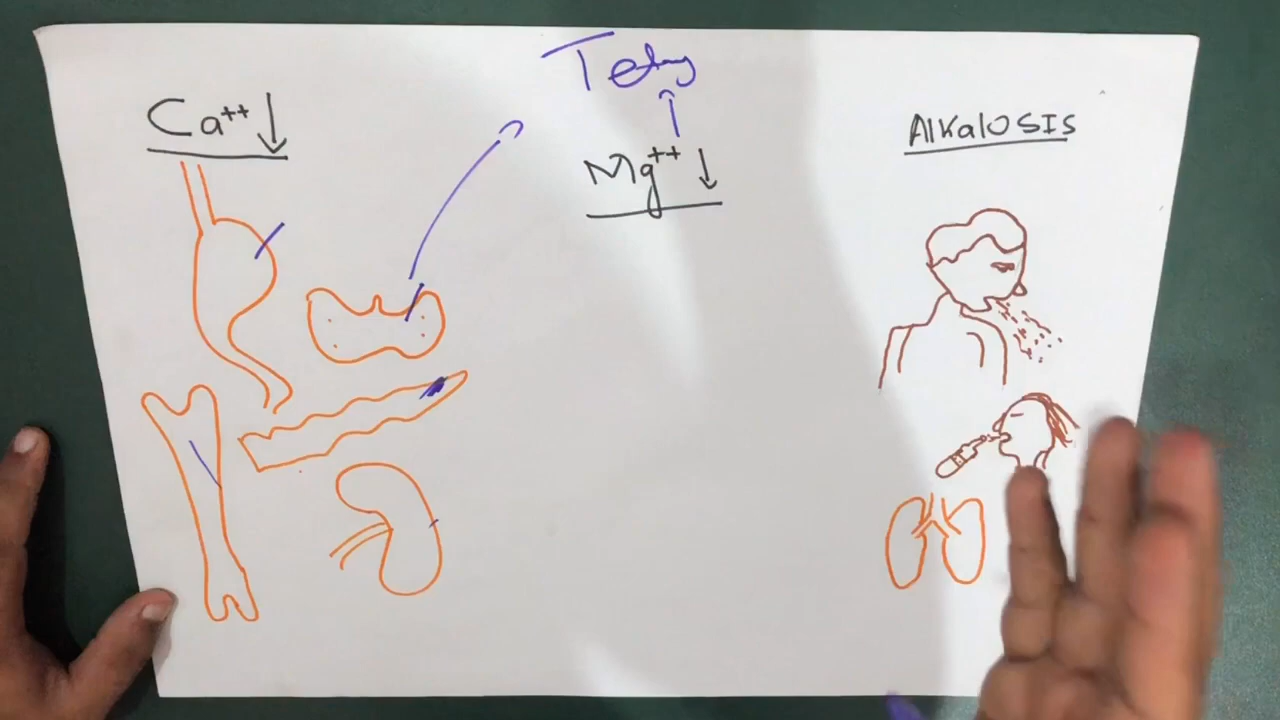 Tetany
Ca++ ↓
Mg++ ↓
AlKalOSIS